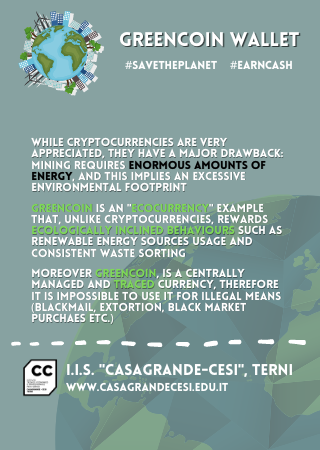 GREENCOIN WALLET
#SAVETHEPLANET #EARNCASH
WHILE CRYPTOCURRENCIES ARE VERY
APPRECIATED, THEY HAVE A MAJOR DRAWBACK:
MINING REQUIRES ENORMOUS AMOUNTS OF
ENERGY, AND THIS IMPLIES AN EXCESSIVE
ENVIRONMENTAL FOOTPRINT
GREENCOIN IS AN "ECOCURRENCY" EXAMPLE
THAT, UNLIKE CRYPTOCURRENCIES, REWARDS
ECOLOGICALLY INCLINED BEHAVIOURS SUCH AS
RENEWABLE ENERGY SOURCES USAGE AND
CONSISTENT WASTE SORTING
MOREOVER GREENCOIN, IS A CENTRALLY
MANAGED AND TRACED CURRENCY, THEREFORE
IT IS IMPOSSIBLE TO USE IT FOR ILLEGAL MEANS
(BLACKMAIL, EXTORTION, BLACK MARKET
PURCHAES ETC.)
CC
I.I.S. "CASAGRANDE-CESI", TERNI
WWW.CASAGRANDECESI.EDU.IT